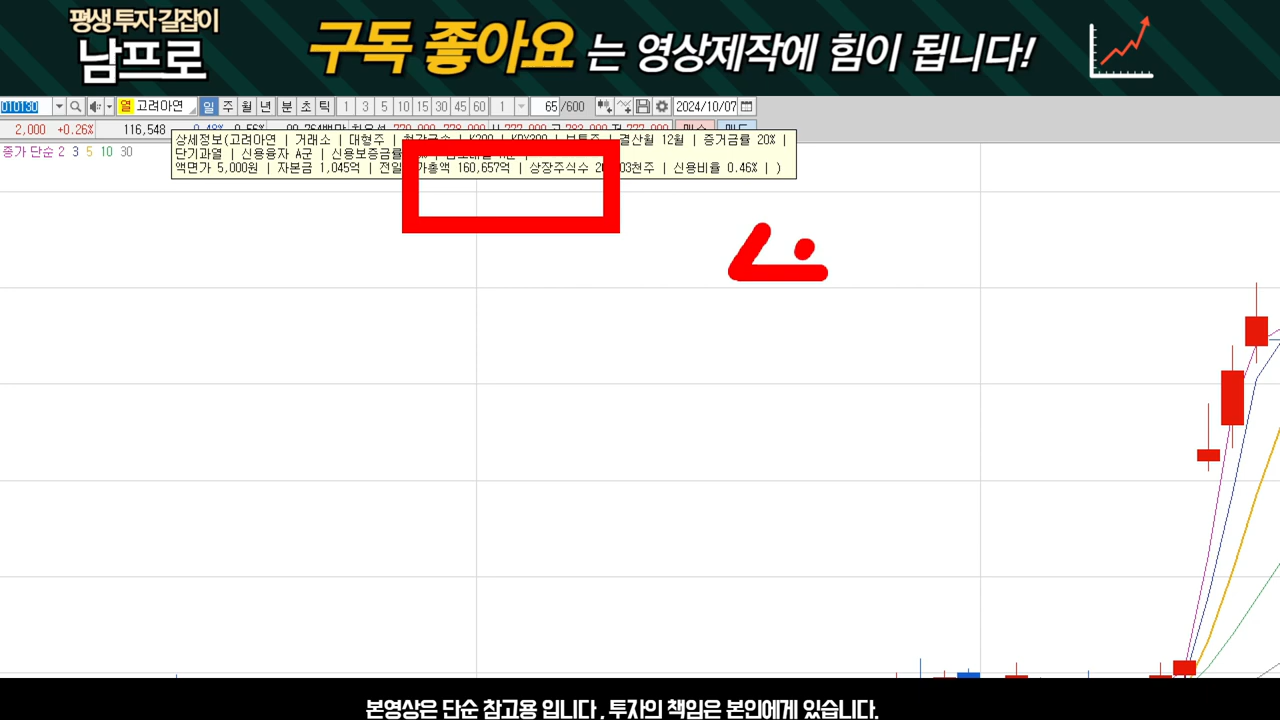 평생 투자 길잡이
남프로
구독 좋아요 는 영상제작에 힘이 됩니다!
010130 열 고려아연 일 주 월 년 분 초 틱 1 3 5 10 15 30 45 60 1 65 /600 2024/10/07
2,000 +0.26% 116,548
상세정보(고려아연 | 거래소 | 대형주 | 결산월 12월 | 증거금률 20% |
단기과열 | 신용융자 A군 | 신용보증금률
액면가 5,000원 | 자본금 1,045억 | 전일 160,657억 | 상장주식수 | 신용비율 0.46% | )
종가 단순 2 3 5 10 30
본영상은 단순 참고용 입니다 , 투자의 책임은 본인에게 있습니다.